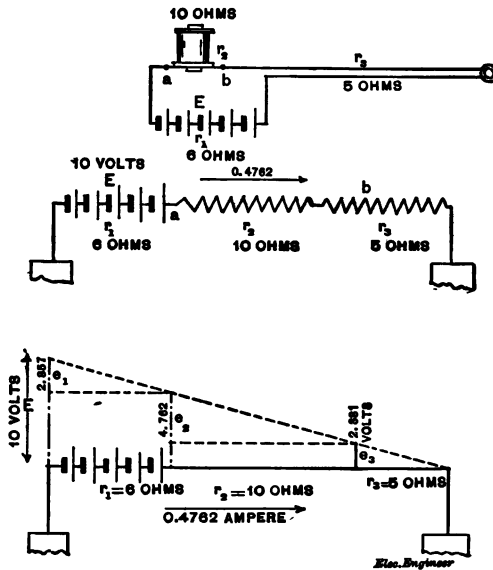 10 OHMS
r₂
r₃
a
b
5 OHMS
E
r₁
6 OHMS
10 VOLTS
0.4762
E
b
a
r₁
r₂
r₃
6 OHMS
10 OHMS
5 OHMS
10 VOLTS
E
2.857
e₁
4.762
e₂
2.381
VOLTS
e₃
r₁=6 OHMS
r₂=10 OHMS
r₃=5 OHMS
0.4762 AMPERE
Elec. Engineer